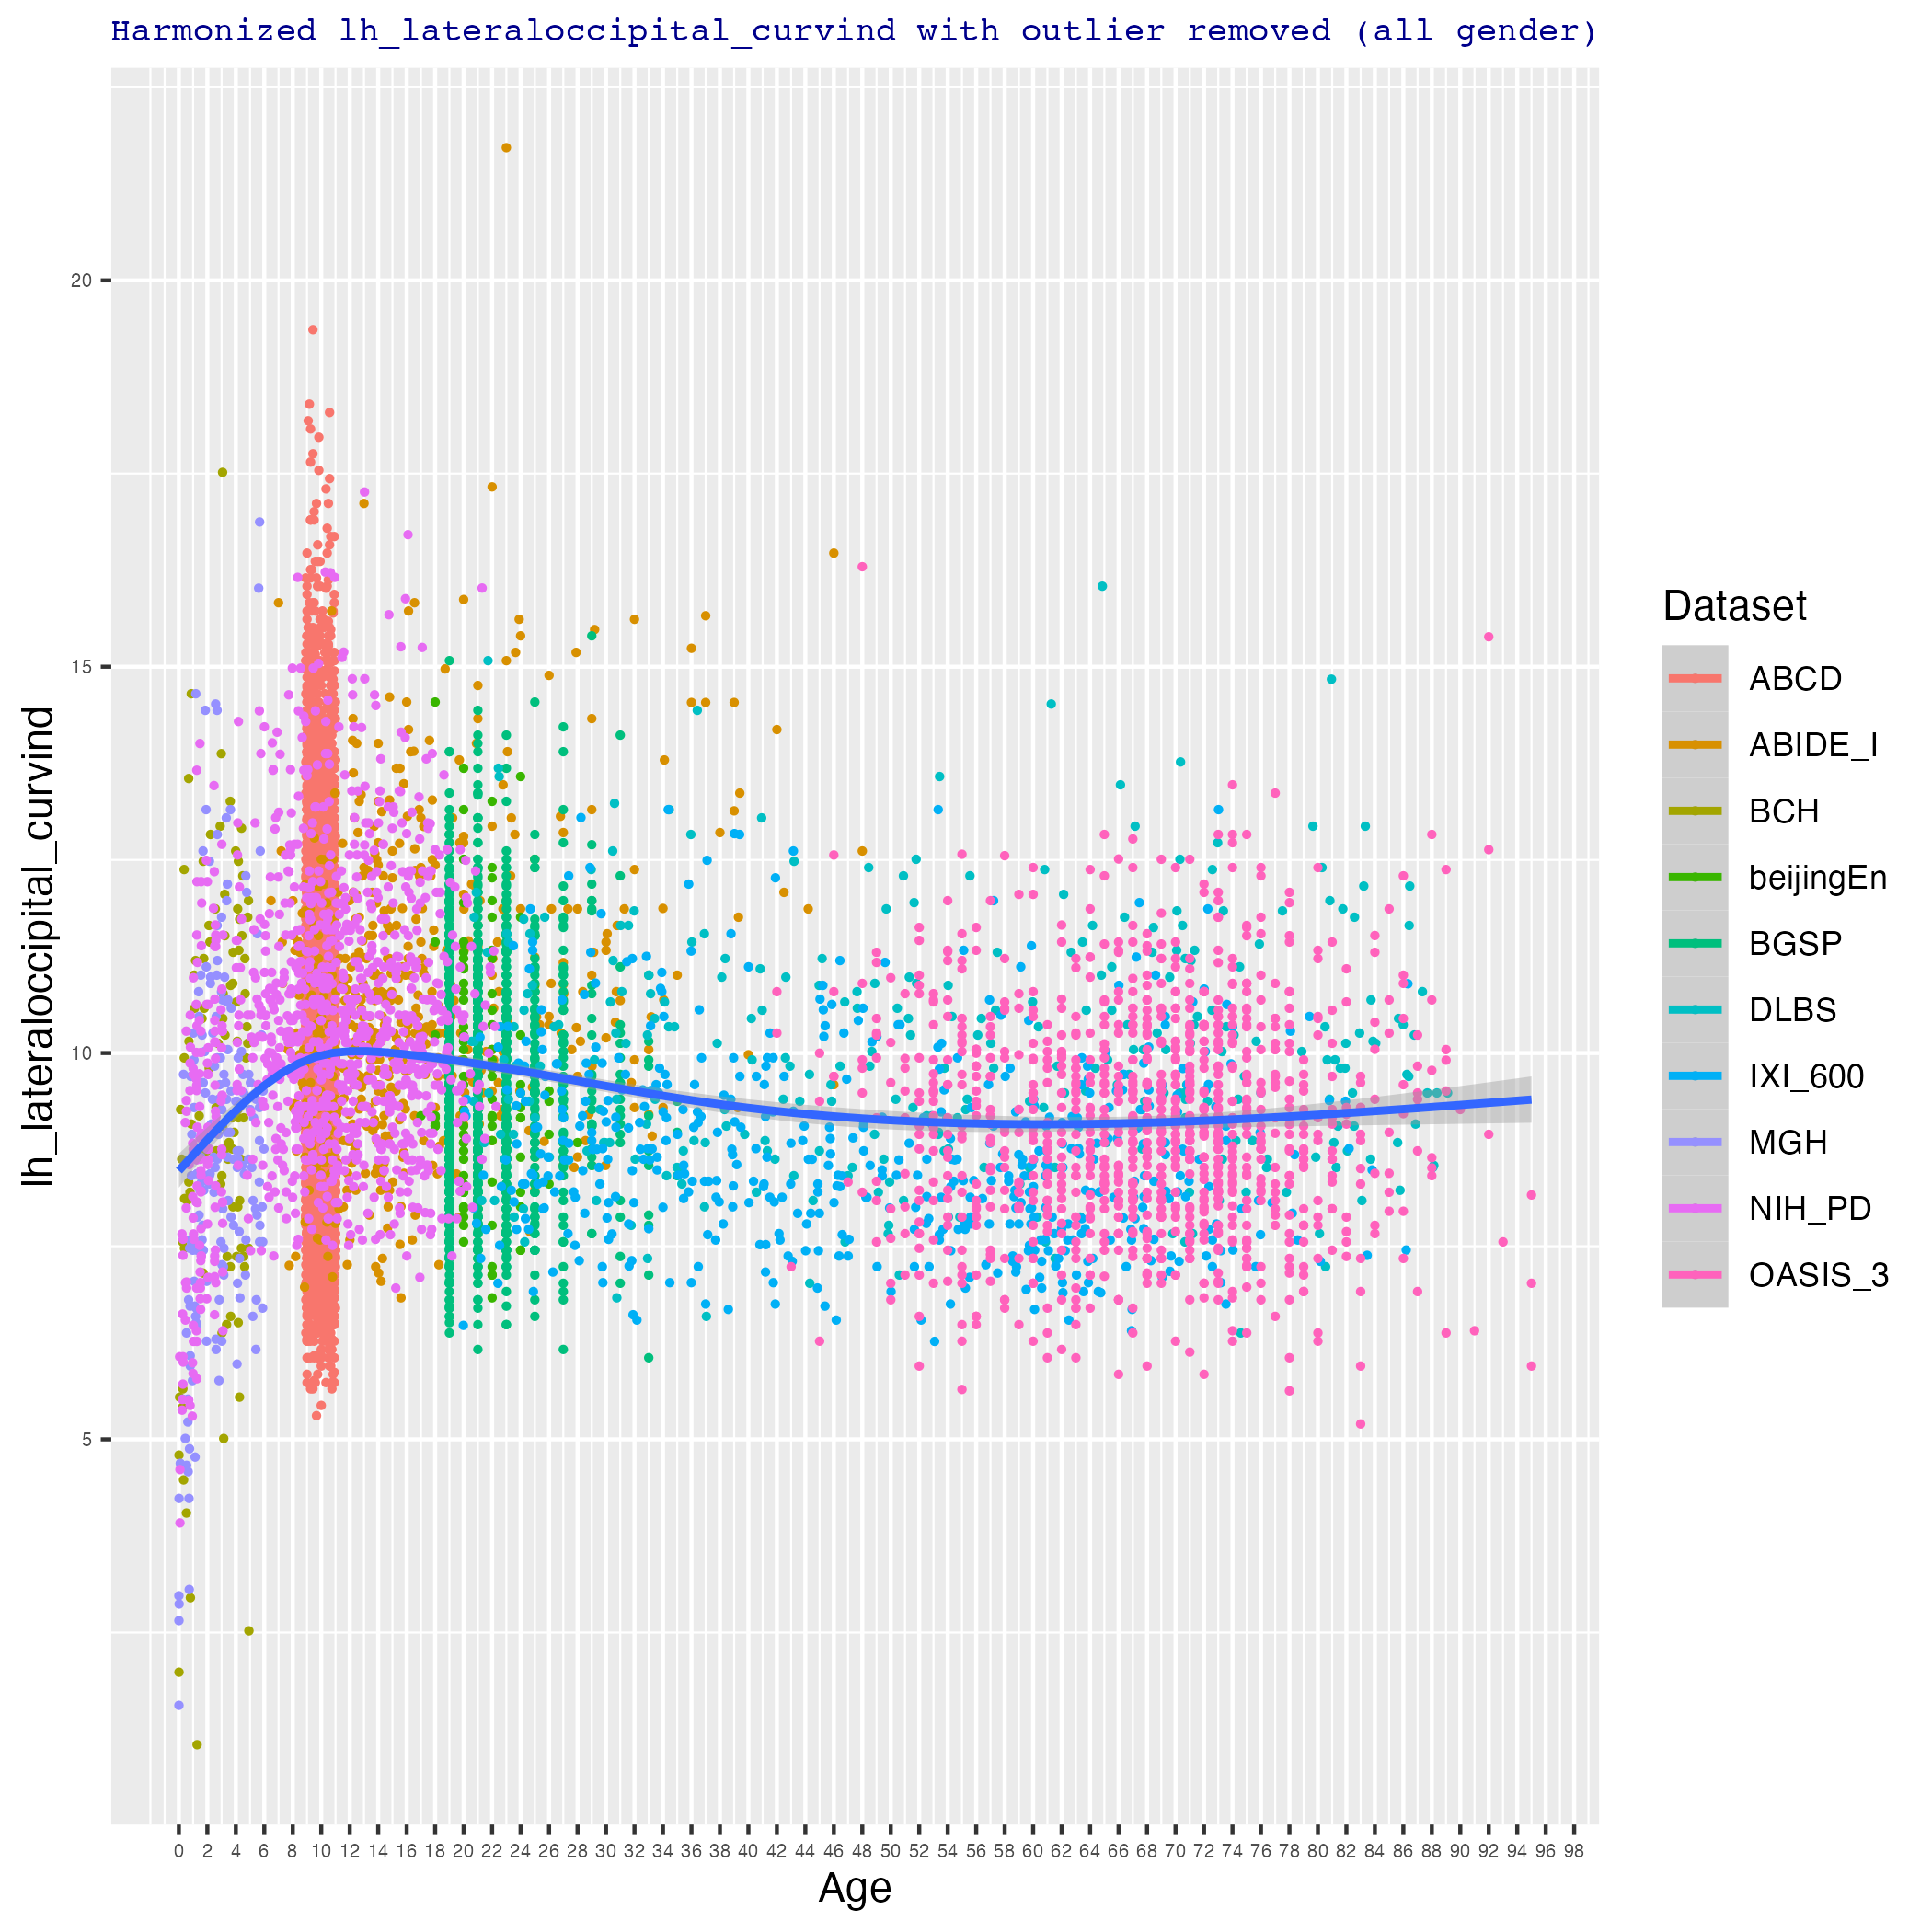 Harmonized lh_lateraloccipital_curvind with outlier removed (all gender)
lh_lateraloccipital_curvind
20
15
10
5
0 2 4 6 8 10 12 14 16 18 20 22 24 26 28 30 32 34 36 38 40 42 44 46 48 50 52 54 56 58 60 62 64 66 68 70 72 74 76 78 80 82 84 86 88 90 92 94 96 98
Age
Dataset
ABCD
ABIDE_I
BCH
beijingEn
BGSP
DLBS
IXI_600
MGH
NIH_PD
OASIS_3